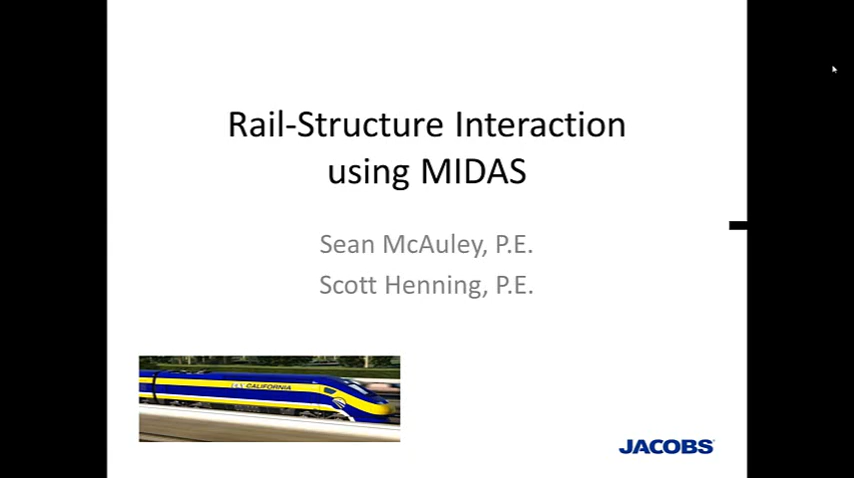 Rail-Structure Interaction
using MIDAS
Sean McAuley, P.E.
Scott Henning, P.E.
CALIFORNIA
JACOBS